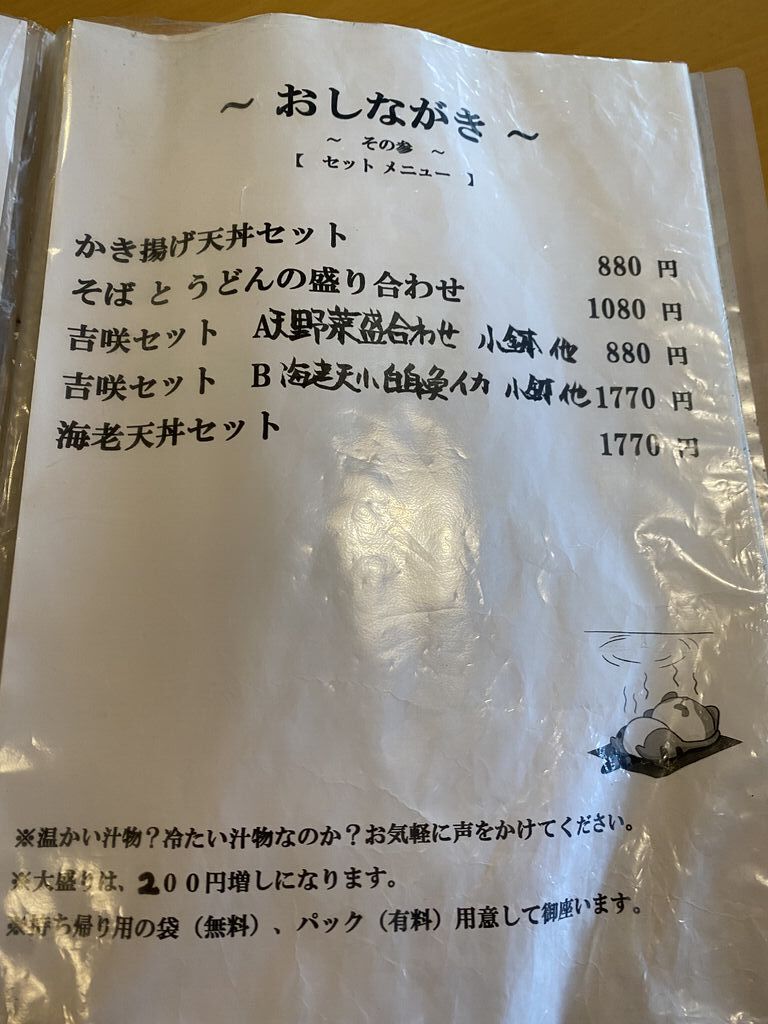 ～ おしながき ～
～ その参 ～
【 セット メニュー 】
かき揚げ天丼セット 880 円
そば と うどんの盛り合わせ 1080 円
吉咲セット A天野菜盛合わせ 小鉢 他 880 円
吉咲セット B 海老天小白身魚イカ 小鉢 他 1770 円
海老天丼セット 1770 円
※温かい汁物？冷たい汁物なのか？お気軽に声をかけてください。
※大盛りは、200円増しになります。
※持ち帰り用の袋（無料）、パック（有料）用意して御座います。